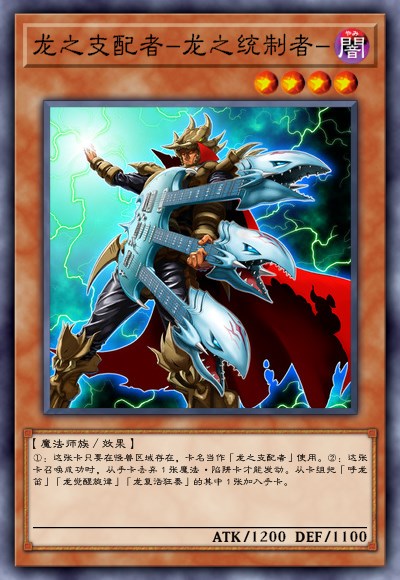 龙之支配者-龙之统制者-
やみ
闇
【魔法师族/效果】
①:这张卡只要在怪兽区域存在,卡名当作「龙之支配者」使用。②:这张
卡召唤成功时,从手卡丢弃1张魔法·陷阱卡才能发动。从卡组把「呼龙
笛」「龙觉醒旋律」「龙复活狂奏」的其中1张加入手卡。
ATK/1200 DEF/1100